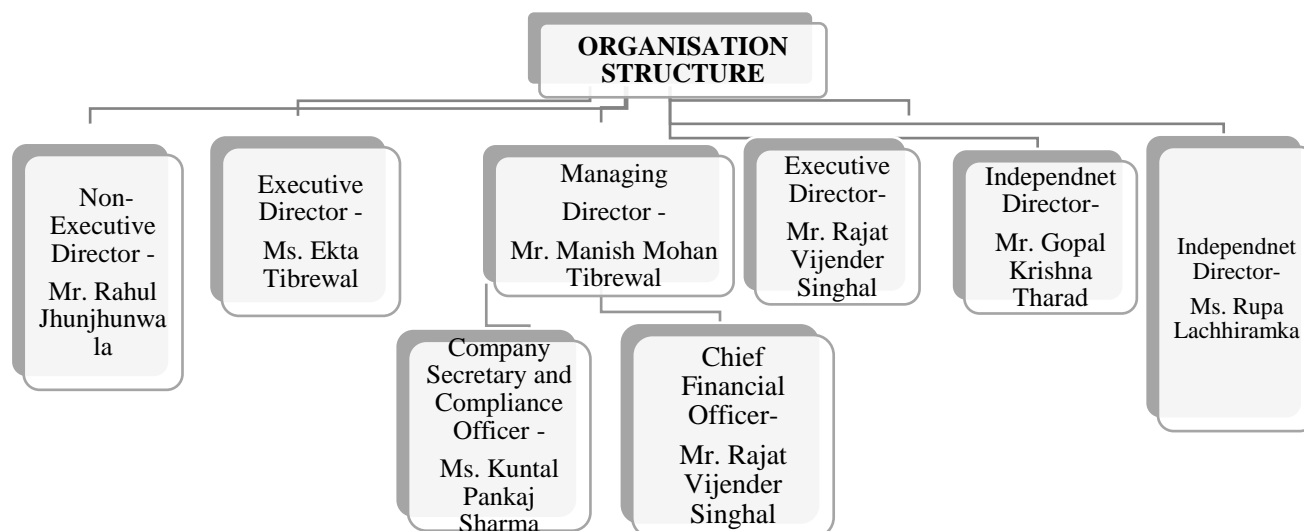 ORGANISATION
STRUCTURE
Non-
Executive
Director -
Mr. Rahul
Jhunjhunwa
la
Executive
Director -
Ms. Ekta
Tibrewal
Managing
Director -
Mr. Manish Mohan
Tibrewal
Executive
Director-
Mr. Rajat
Vijender
Singhal
Independnet
Director-
Mr. Gopal
Krishna
Tharad
Independnet
Director-
Ms. Rupa
Lachhiramka
Company
Secretary and
Compliance
Officer -
Ms. Kuntal
Pankaj
Sharma
Chief
Financial
Officer-
Mr. Rajat
Vijender
Singhal